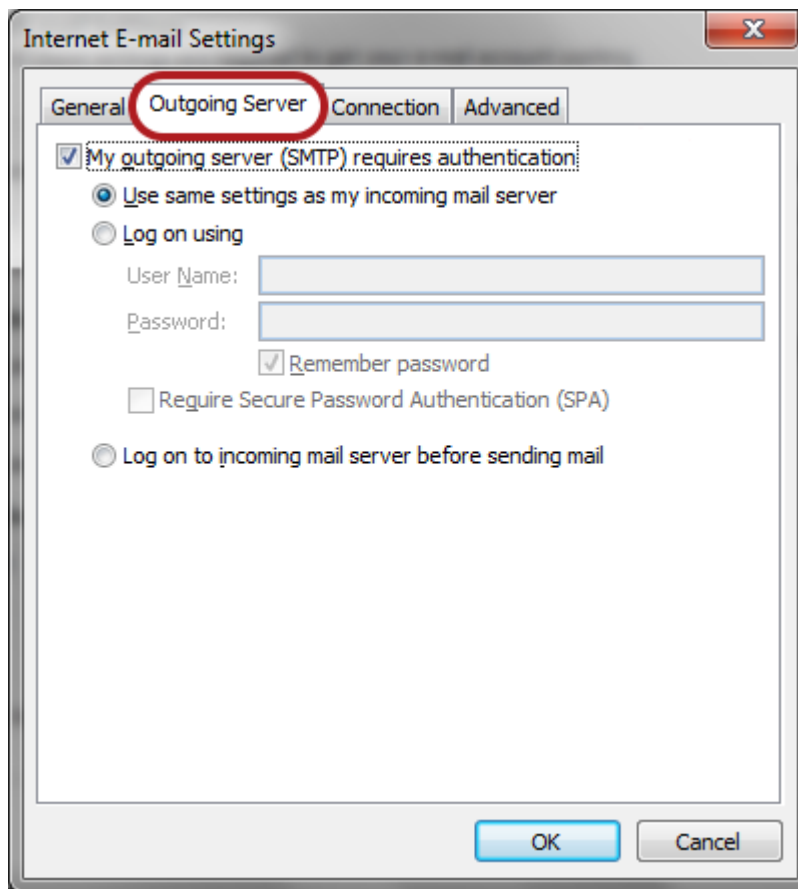 Internet E-mail Settings
General Outgoing Server Connection Advanced
My outgoing server (SMTP) requires authentication
Use same settings as my incoming mail server
Log on using
User Name:
Password:
Remember password
Require Secure Password Authentication (SPA)
Log on to incoming mail server before sending mail
OK Cancel